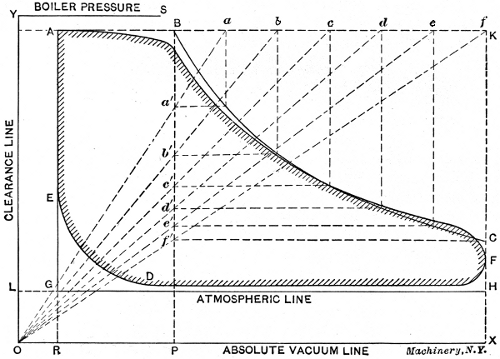 Y BOILER PRESSURE S
A B a b c d e f K
a'
b'
c
d'
e
f'
CLEARANCE LINE
E
C
F
L G D H
ATMOSPHERIC LINE
O R P ABSOLUTE VACUUM LINE Machinery, N.Y. X